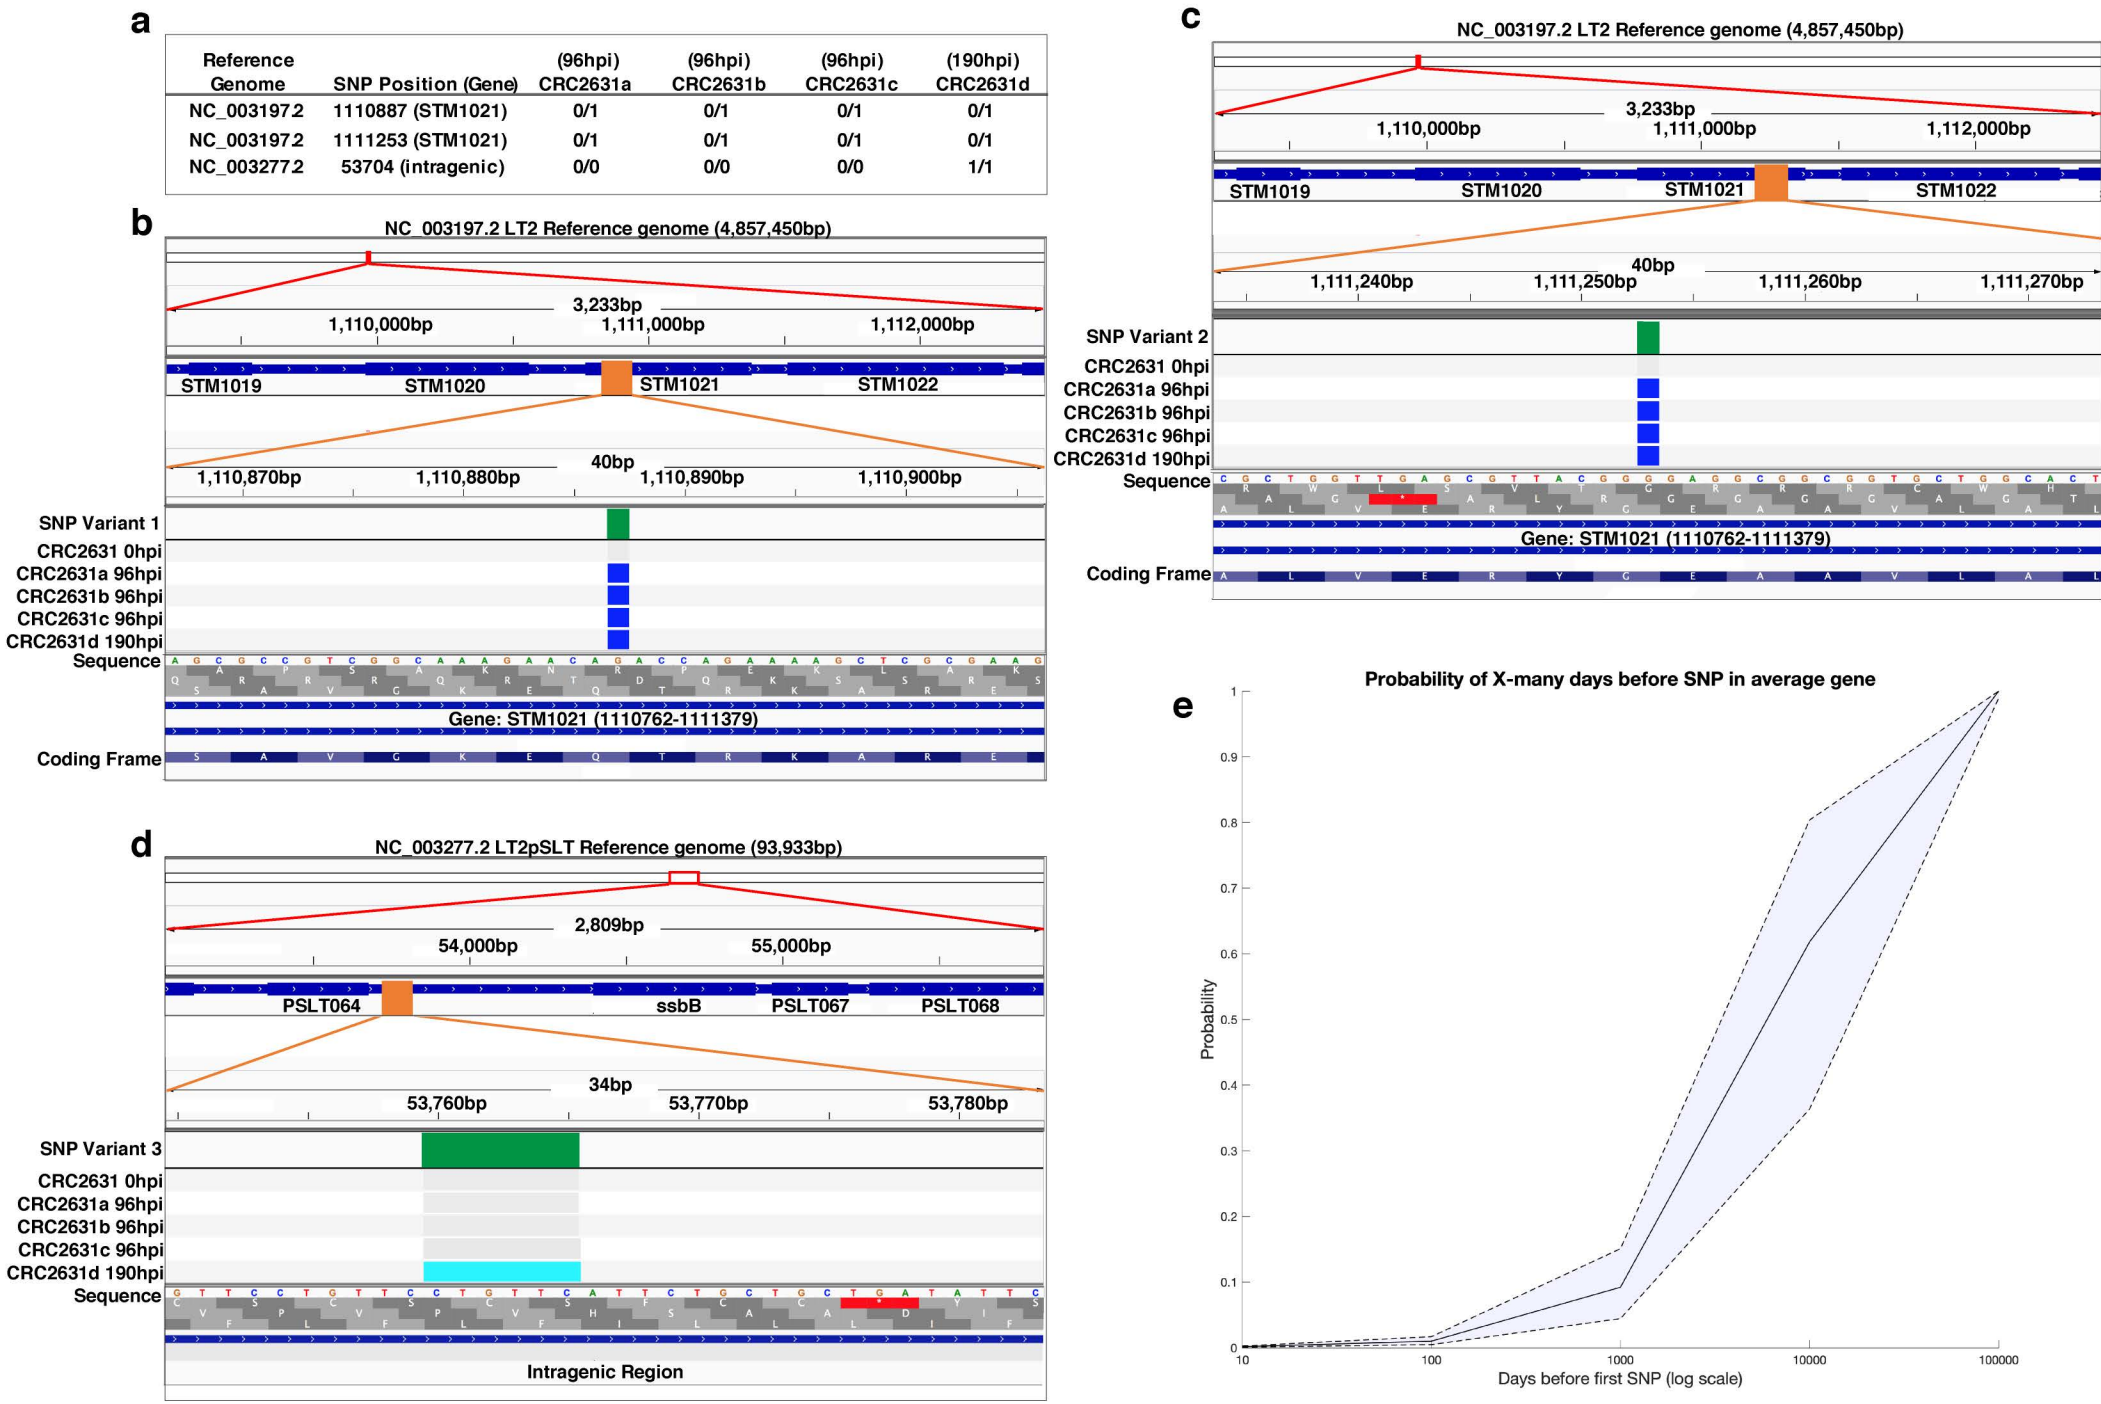 a
Reference Genome SNP Position (Gene) (96hpi) CRC2631a (96hpi) CRC2631b (96hpi) CRC2631c (190hpi) CRC2631d
NC_003197.2 1110887 (STM1021) 0/1 0/1 0/1 0/1
NC_003197.2 1111253 (STM1021) 0/1 0/1 0/1 0/1
NC_003277.2 53704 (intragenic) 0/0 0/0 0/0 1/1
b
NC_003197.2 LT2 Reference genome (4,857,450bp)
3,233bp
1,110,000bp 1,111,000bp 1,112,000bp
STM1019 STM1020 STM1021 STM1022
40bp
1,110,870bp 1,110,880bp 1,110,890bp 1,110,900bp
SNP Variant 1
CRC2631 0hpi
CRC2631a 96hpi
CRC2631b 96hpi
CRC2631c 96hpi
CRC2631d 190hpi
Sequence A G C G C C G T C G G C A A A G A A C A G A C C A G A A A A G C T C G C G A A G
A P S A K N R P E K L A K
Q R R R Q R T D Q K S R S
S A V G K E Q T R K A R E
Gene: STM1021 (1110762-1111379)
Coding Frame S A V G K E Q T R K A R E
c
NC_003197.2 LT2 Reference genome (4,857,450bp)
3,233bp
1,110,000bp 1,111,000bp 1,112,000bp
STM1019 STM1020 STM1021 STM1022
40bp
1,111,240bp 1,111,250bp 1,111,260bp 1,111,270bp
SNP Variant 2
CRC2631 0hpi
CRC2631a 96hpi
CRC2631b 96hpi
CRC2631c 96hpi
CRC2631d 190hpi
Sequence C G C T G G T T G A G C G T T A C G G G G A G G C G G C G G T G C T G G C A C T
R W L S V T G R R R C W H
A G * A L R G G G G A G T
A L V E R Y G E A A V L A L
Gene: STM1021 (1110762-1111379)
Coding Frame A L V E R Y G E A A V L A L
d
NC_003277.2 LT2pSLT Reference genome (93,933bp)
2,809bp
54,000bp 55,000bp
PSLT064 ssbB PSLT067 PSLT068
34bp
53,760bp 53,770bp 53,780bp
SNP Variant 3
CRC2631 0hpi
CRC2631a 96hpi
CRC2631b 96hpi
CRC2631c 96hpi
CRC2631d 190hpi
Sequence G T T C C T G T T C C T G T T C A T T C T G C T G C T G A T A T T C
C S C S C S F C C * Y S
V P V P V H S A A D I
F L F L F I L L L I F
Intragenic Region
e
Probability of X-many days before SNP in average gene
Probability
1
0.9
0.8
0.7
0.6
0.5
0.4
0.3
0.2
0.1
0
10 100 1000 10000 100000
Days before first SNP (log scale)